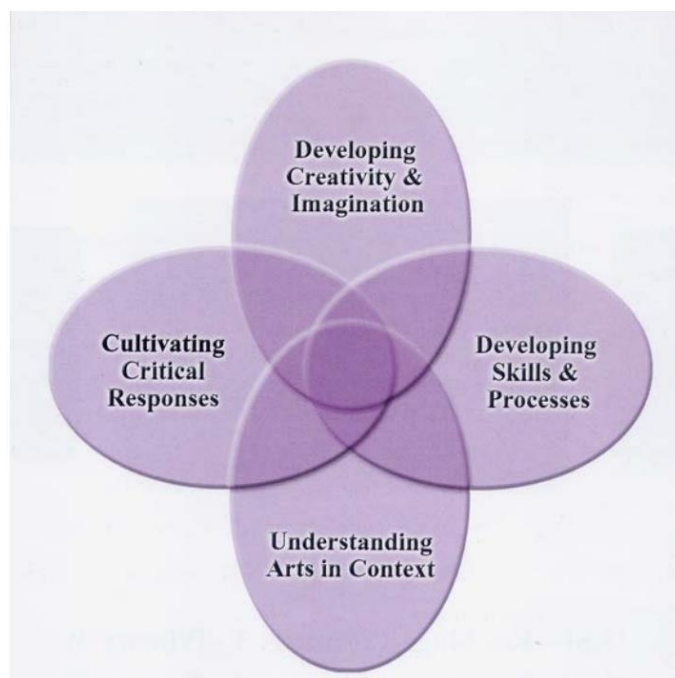 Developing
Creativity &
Imagination
Cultivating
Critical
Responses
Developing
Skills &
Processes
Understanding
Arts in Context